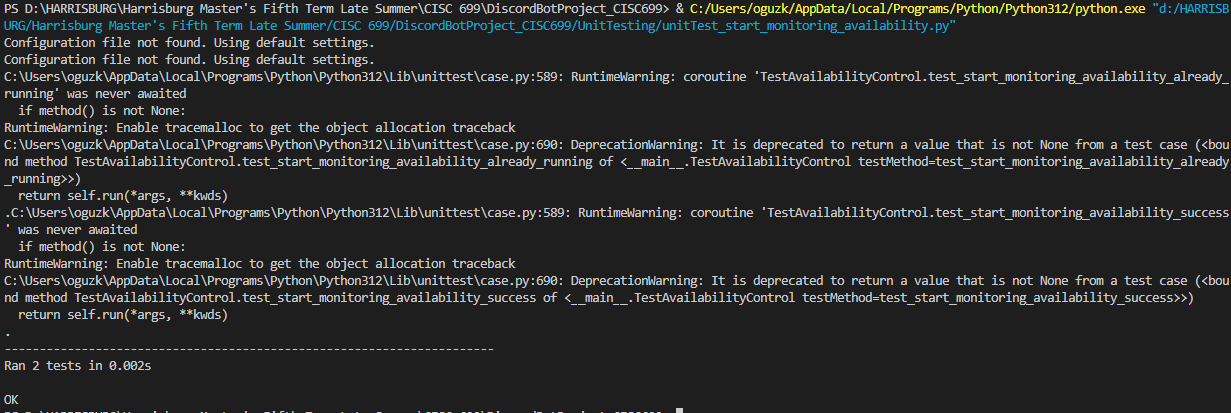 PS D:\HARRISBURG\Harrisburg Master's Fifth Term Late Summer\CISC 699\DiscordBotProject_CISC699> & C:/Users/oguzk/AppData/Local/Programs/Python/Python312/python.exe "d:/HARRISB
URG/Harrisburg Master's Fifth Term Late Summer/CISC 699/DiscordBotProject_CISC699/UnitTesting/unitTest_start_monitoring_availability.py"
Configuration file not found. Using default settings.
Configuration file not found. Using default settings.
C:\Users\oguzk\AppData\Local\Programs\Python\Python312\Lib\unittest\case.py:589: RuntimeWarning: coroutine 'TestAvailabilityControl.test_start_monitoring_availability_already_
running' was never awaited
  if method() is not None:
RuntimeWarning: Enable tracemalloc to get the object allocation traceback
C:\Users\oguzk\AppData\Local\Programs\Python\Python312\Lib\unittest\case.py:690: DeprecationWarning: It is deprecated to return a value that is not None from a test case (<bou
nd method TestAvailabilityControl.test_start_monitoring_availability_already_running of <__main__.TestAvailabilityControl testMethod=test_start_monitoring_availability_already
_running>>)
  return self.run(*args, **kwds)
.C:\Users\oguzk\AppData\Local\Programs\Python\Python312\Lib\unittest\case.py:589: RuntimeWarning: coroutine 'TestAvailabilityControl.test_start_monitoring_availability_success
' was never awaited
  if method() is not None:
RuntimeWarning: Enable tracemalloc to get the object allocation traceback
C:\Users\oguzk\AppData\Local\Programs\Python\Python312\Lib\unittest\case.py:690: DeprecationWarning: It is deprecated to return a value that is not None from a test case (<bou
nd method TestAvailabilityControl.test_start_monitoring_availability_success of <__main__.TestAvailabilityControl testMethod=test_start_monitoring_availability_success>>)
  return self.run(*args, **kwds)
.
----------------------------------------------------------------------
Ran 2 tests in 0.002s
OK